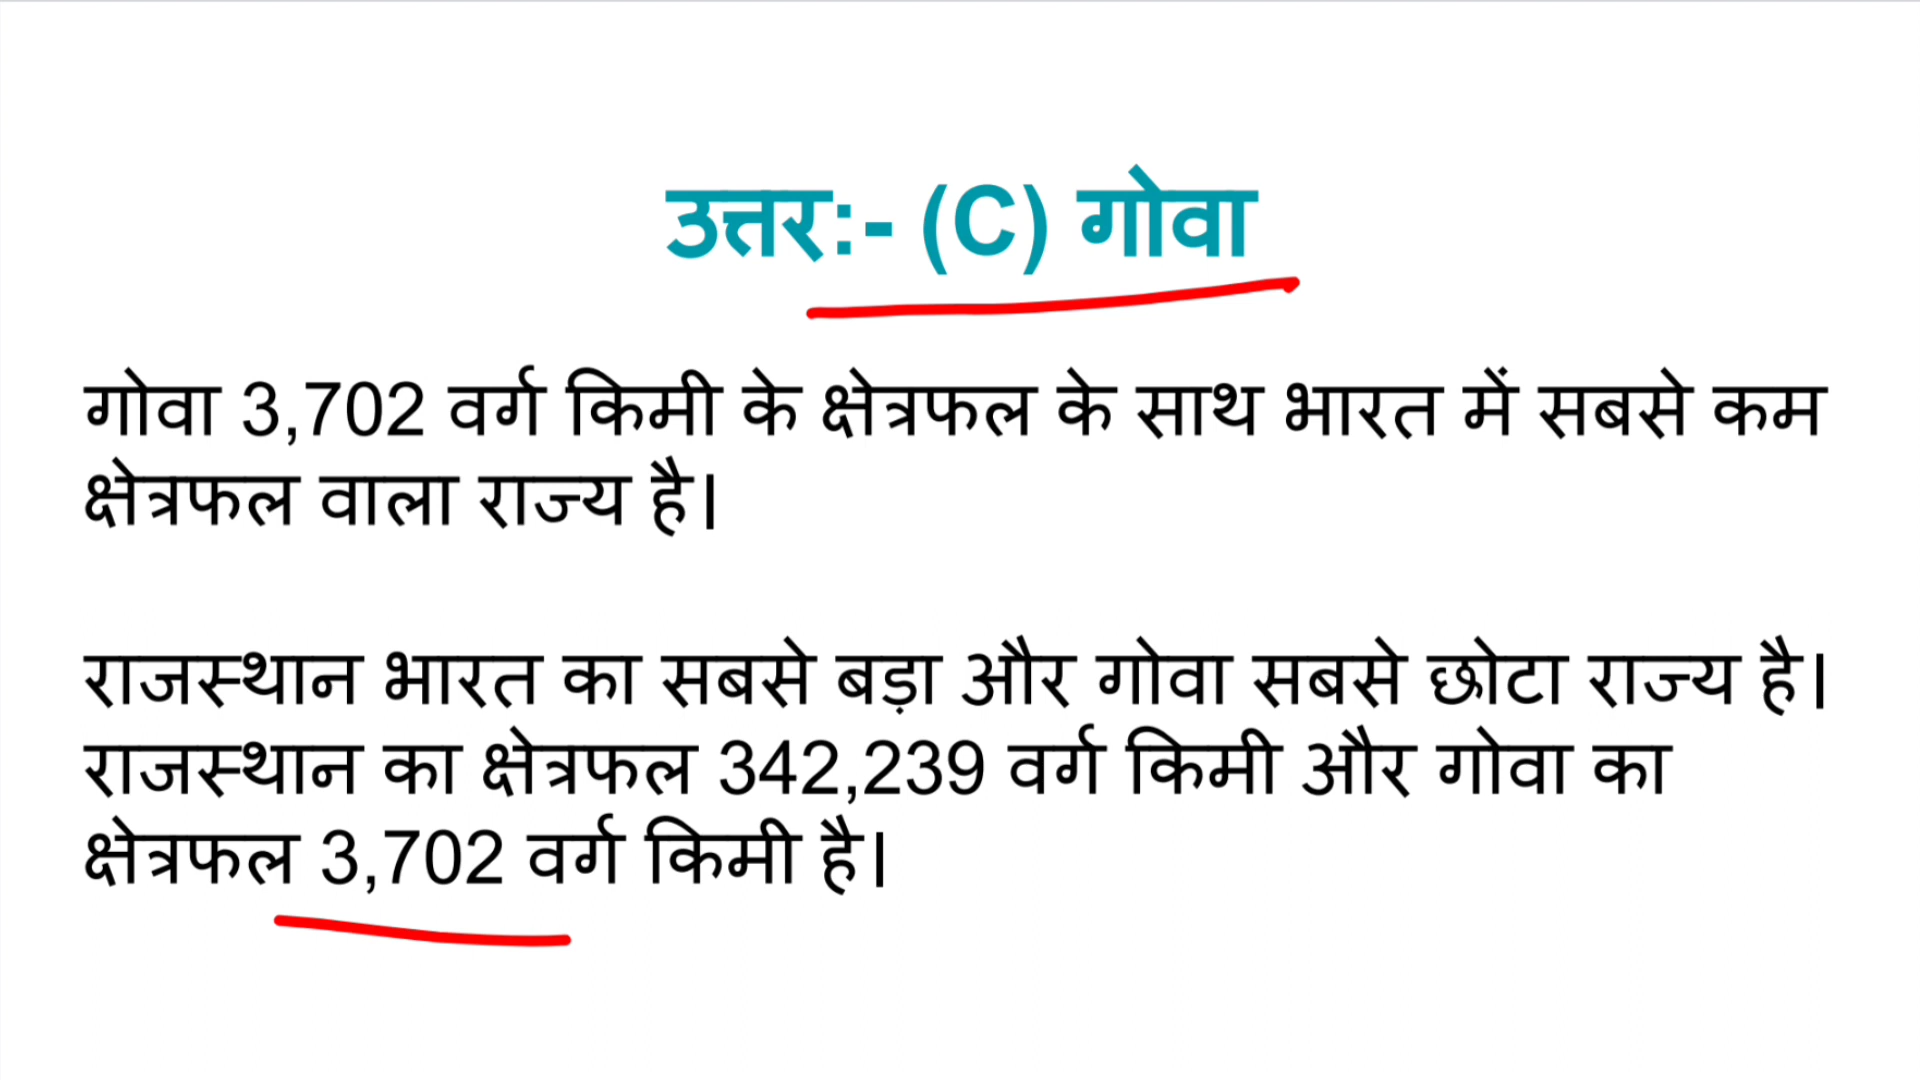 उत्तर:- (C) गोवा
गोवा 3,702 वर्ग किमी के क्षेत्रफल के साथ भारत में सबसे कम
क्षेत्रफल वाला राज्य है।
राजस्थान भारत का सबसे बड़ा और गोवा सबसे छोटा राज्य है।
राजस्थान का क्षेत्रफल 342,239 वर्ग किमी और गोवा का
क्षेत्रफल 3,702 वर्ग किमी है।